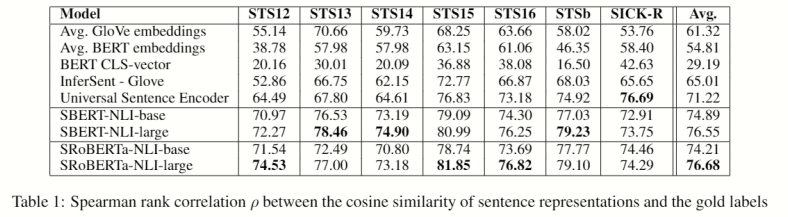 Model STS12 STS13 STS14 STS15 STS16 STSb SICK-R Avg.
Avg. GloVe embeddings 55.14 70.66 59.73 68.25 63.66 58.02 53.76 61.32
Avg. BERT embeddings 38.78 57.98 57.98 63.15 61.06 46.35 58.40 54.81
BERT CLS-vector 20.16 30.01 20.09 36.88 38.08 16.50 42.63 29.19
InferSent - Glove 52.86 66.75 62.15 72.77 66.87 68.03 65.65 65.01
Universal Sentence Encoder 64.49 67.80 64.61 76.83 73.18 74.92 76.69 71.22
SBERT-NLI-base 70.97 76.53 73.19 79.09 74.30 77.03 72.91 74.89
SBERT-NLI-large 72.27 78.46 74.90 80.99 76.25 79.23 73.75 76.55
SRoBERTa-NLI-base 71.54 72.49 70.80 78.74 73.69 77.77 74.46 74.21
SRoBERTa-NLI-large 74.53 77.00 73.18 81.85 76.82 79.10 74.29 76.68
Table 1: Spearman rank correlation ρ between the cosine similarity of sentence representations and the gold labels